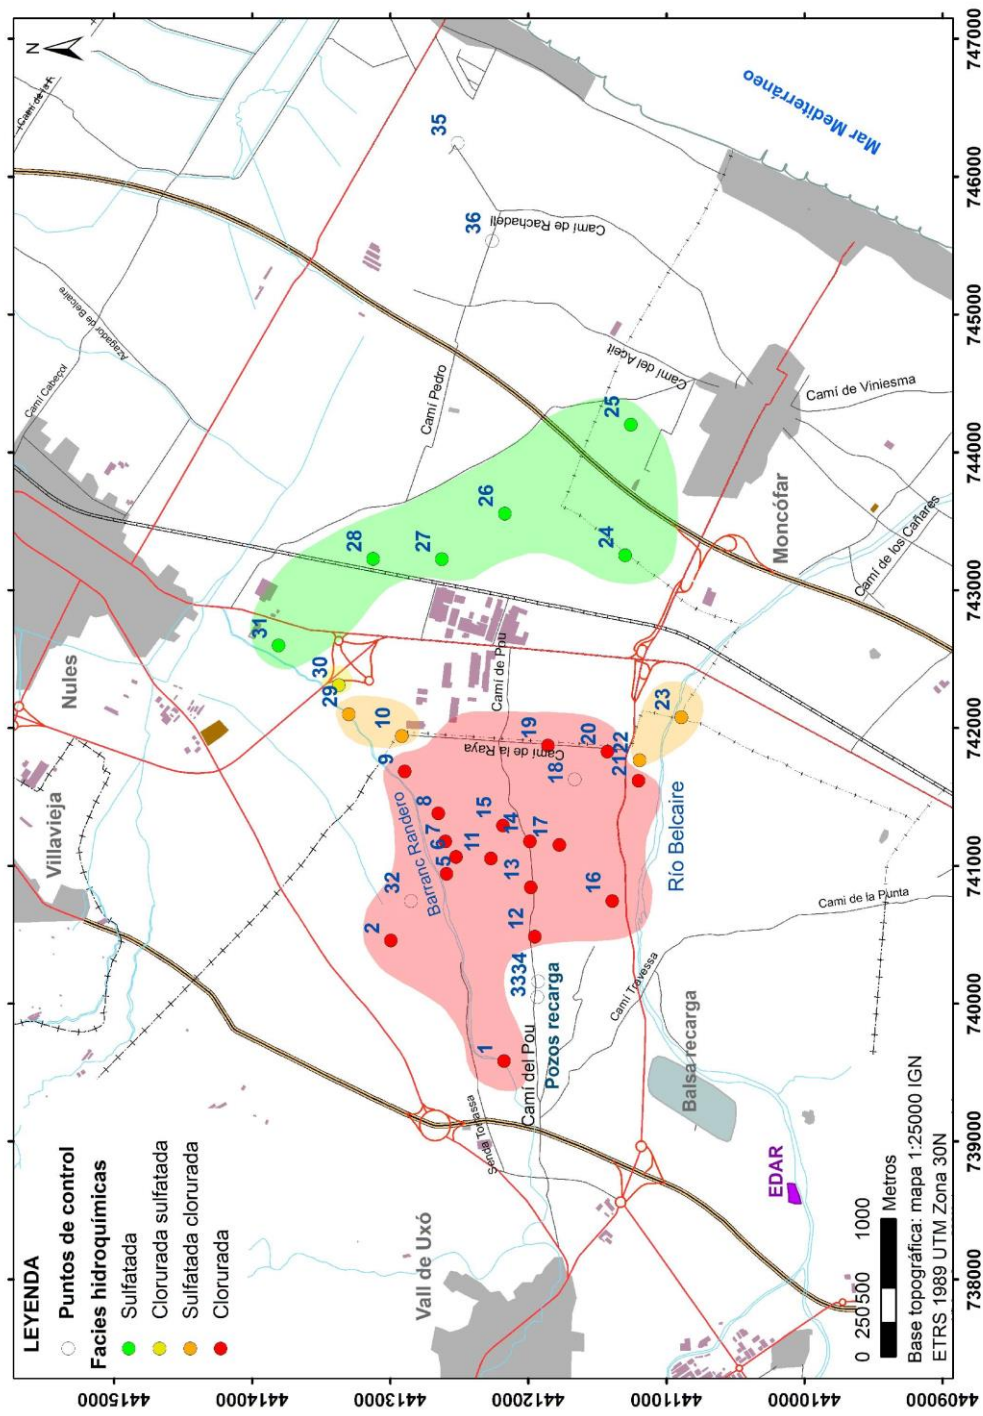 LEYENDA
Puntos de control
Facies hidroquímicas
Sulfatada
Clorurada sulfatada
Sulfatada clorurada
Clorurada
N
Nules
Villavieja
Vall de Uxó
Moncófar
Mar Mediterráneo
Camí Cabeçol
Azagador de Belcaire
Camí Pedro
Camí de Rachadell
Camí del Açeit
Camí de Viniesma
Camí de los Cañares
Camí de Pou
Camí de la Raya
Barranc Randero
Río Belcaire
Camí de la Punta
Camí Travessa
Camí del Pou
Pozos recarga
Senda Torrassa
Balsa recarga
EDAR
1
2
32
5
6
7
8
9
10
29
30
31
28
27
26
24
25
35
36
11
15
14
13
12
17
16
18
19
20
2122
23
3334
0 250 500 1000
Metros
Base topográfica: mapa 1:25000 IGN
ETRS 1989 UTM Zona 30N
738000
739000
740000
741000
742000
743000
744000
745000
746000
747000
4415000
4414000
4413000
4412000
4411000
4410000
4409000